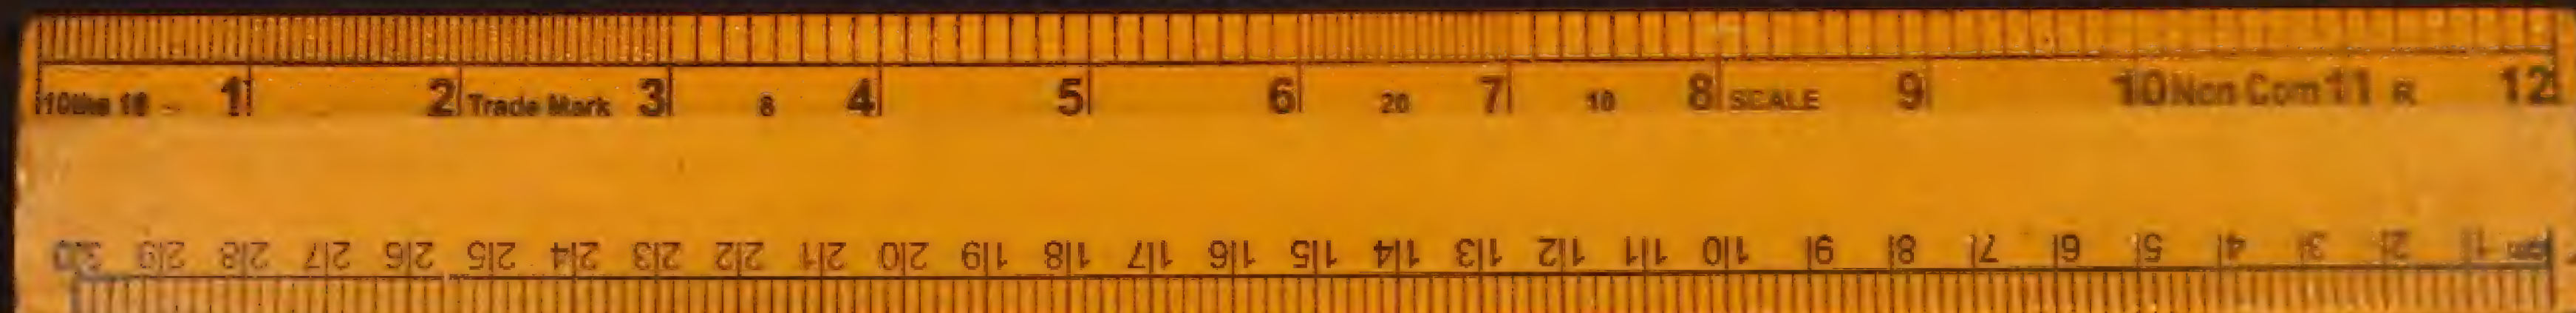 10ths 16 1 2 Trade Mark 3 8 4 5 6 20 7 10 8 SCALE 9 10 Non Com 11 R 12
cm 1 2 3 4 5 6 7 8 9 10 11 12 13 14 15 16 17 18 19 20 21 22 23 24 25 26 27 28 29 30